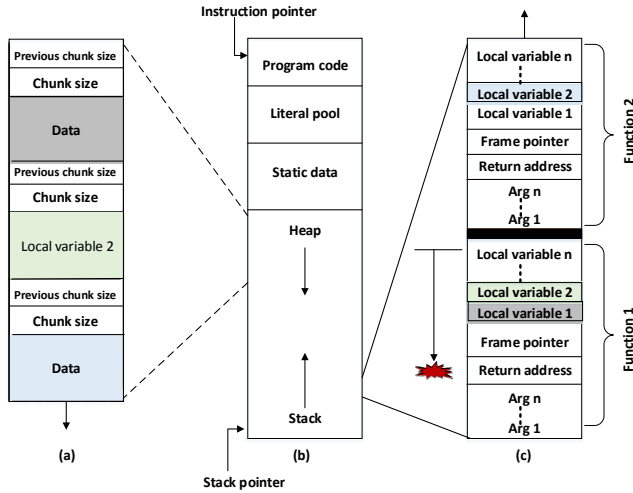 Instruction pointer
Previous chunk size
Chunk size
Data
Previous chunk size
Chunk size
Local variable 2
Previous chunk size
Chunk size
Data
(a)
Program code
Literal pool
Static data
Heap
Stack
Stack pointer
(b)
Local variable n
Local variable 2
Local variable 1
Frame pointer
Return address
Arg n
Arg 1
Function 2
Local variable n
Local variable 2
Local variable 1
Frame pointer
Return address
Arg n
Arg 1
Function 1
(c)